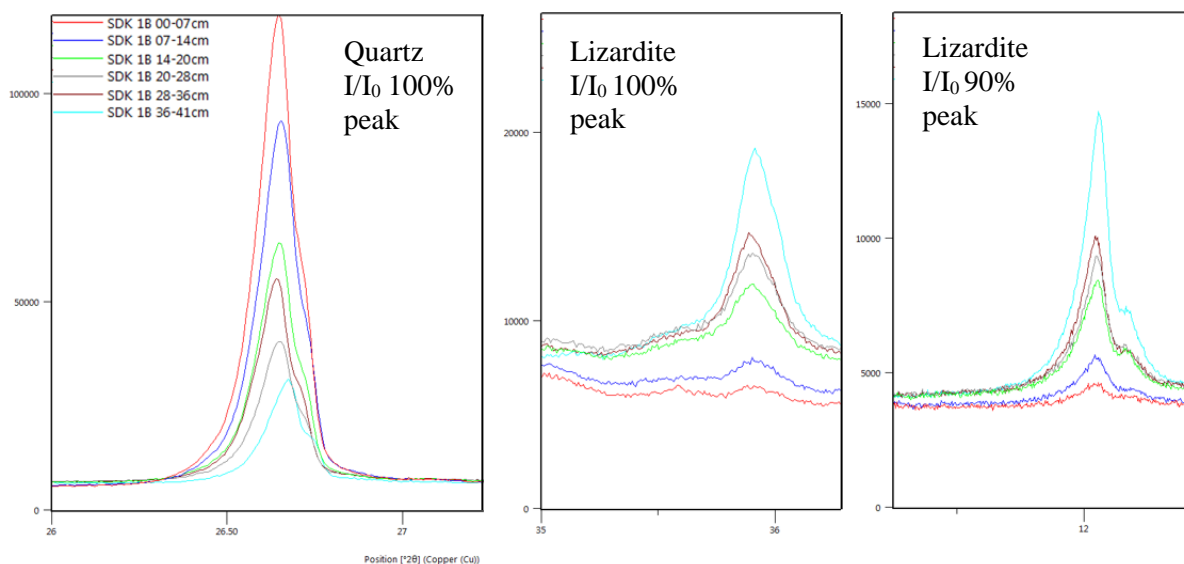 SDK 1B 00-07cm
SDK 1B 07-14cm
SDK 1B 14-20cm
SDK 1B 20-28cm
SDK 1B 28-36cm
SDK 1B 36-41cm
Quartz
I/I₀ 100%
peak
100000
50000
0
26
26.50
27
Position [°2θ] (Copper (Cu))
Lizardite
I/I₀ 100%
peak
20000
10000
0
35
36
Lizardite
I/I₀ 90%
peak
15000
10000
5000
0
12